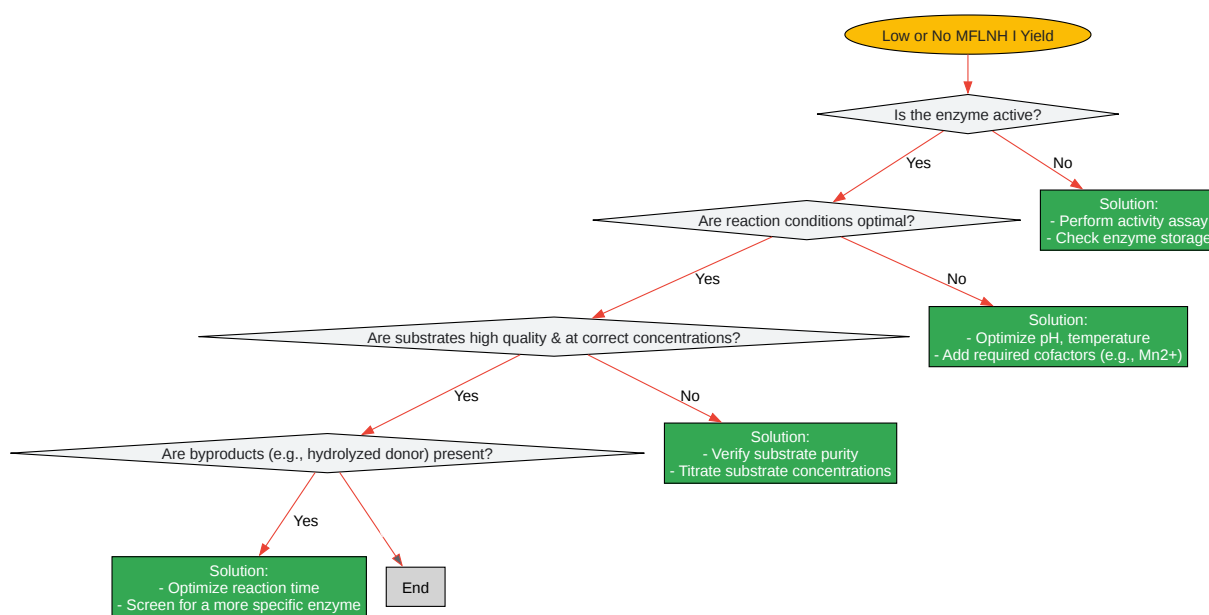 Low or No MFLNH I Yield
Is the enzyme active?
Yes
No
Solution:
- Perform activity assay
- Check enzyme storage
Are reaction conditions optimal?
Yes
No
Solution:
- Optimize pH, temperature
- Add required cofactors (e.g., Mn2+)
Are substrates high quality & at correct concentrations?
Yes
No
Solution:
- Verify substrate purity
- Titrate substrate concentrations
Are byproducts (e.g., hydrolyzed donor) present?
Yes
Solution:
- Optimize reaction time
- Screen for a more specific enzyme
End